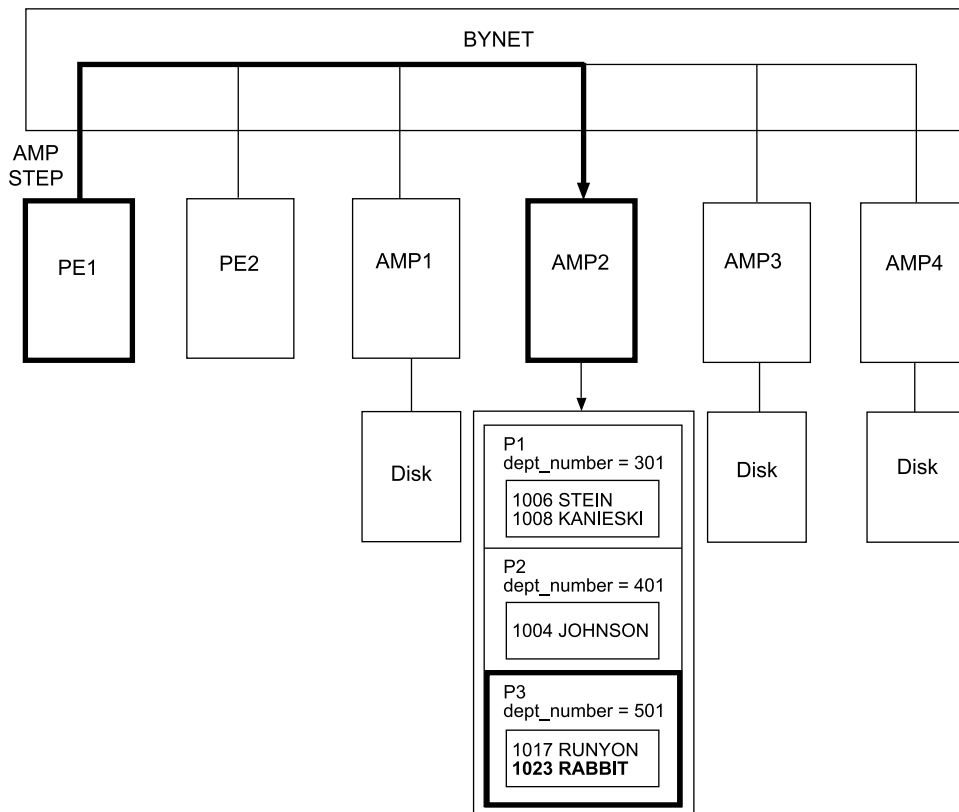 BYNET
AMP
STEP
PE1
PE2
AMP1
AMP2
AMP3
AMP4
Disk
P1
dept_number = 301
1006 STEIN
1008 KANIESKI
P2
dept_number = 401
1004 JOHNSON
P3
dept_number = 501
1017 RUNYON
1023 RABBIT
Disk
Disk